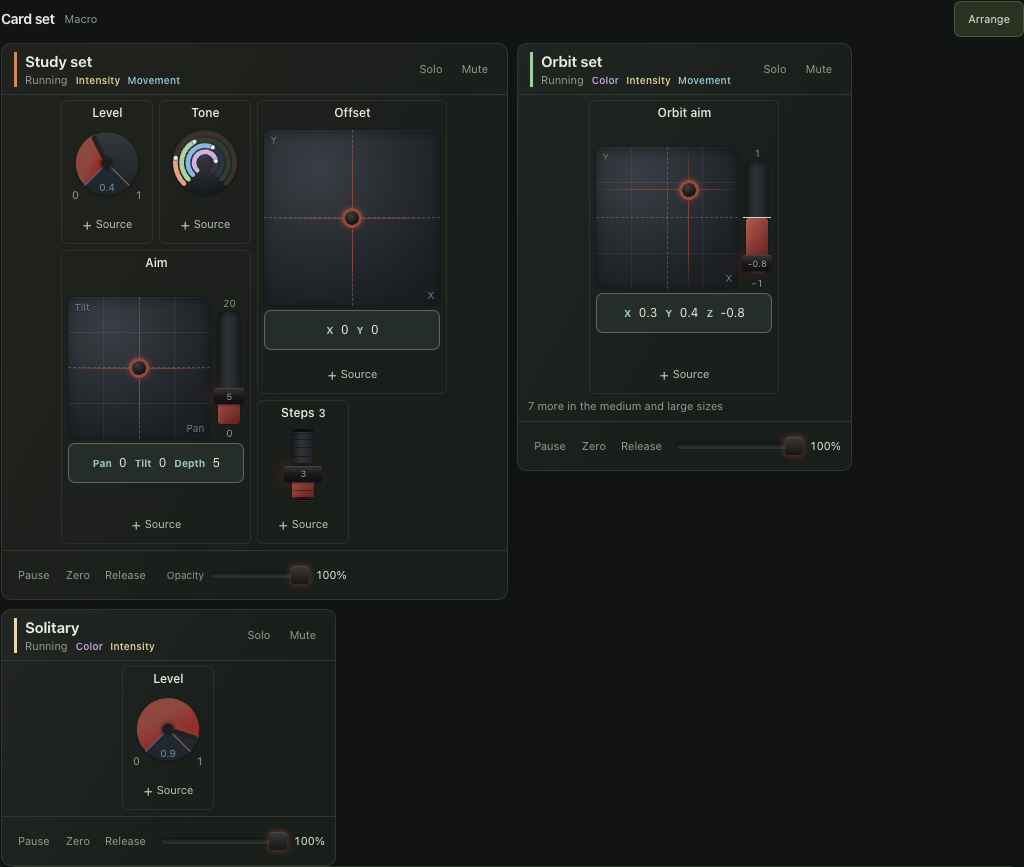 Card set Macro Arrange
Study set
Running Intensity Movement
Solo Mute
Level
0.4
0 1
+ Source
Tone
+ Source
Offset
Y
X
X 0 Y 0
+ Source
Aim
Tilt
Pan
20
5
0
Pan 0 Tilt 0 Depth 5
+ Source
Steps 3
3
+ Source
Pause Zero Release Opacity 100%
Orbit set
Running Color Intensity Movement
Solo Mute
Orbit aim
Y
X
1
-0.8
-1
X 0.3 Y 0.4 Z -0.8
+ Source
7 more in the medium and large sizes
Pause Zero Release 100%
Solitary
Running Color Intensity
Solo Mute
Level
0.9
0 1
+ Source
Pause Zero Release 100%